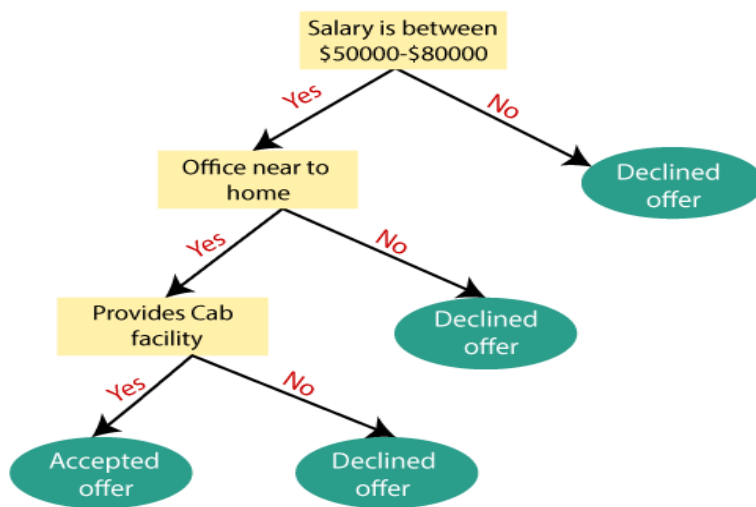 Salary is between
$50000-$80000
Yes
No
Office near to
home
Declined
offer
Yes
No
Provides Cab
facility
Declined
offer
Yes
No
Accepted
offer
Declined
offer